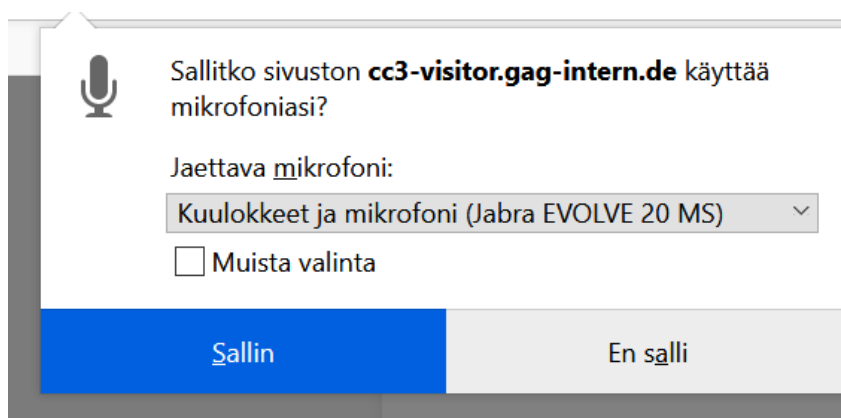 Sallitko sivuston cc3-visitor.gag-intern.de käyttää
mikrofoniasi?
Jaettava mikrofoni:
Kuulokkeet ja mikrofoni (Jabra EVOLVE 20 MS)
Muista valinta
Sallin
En salli